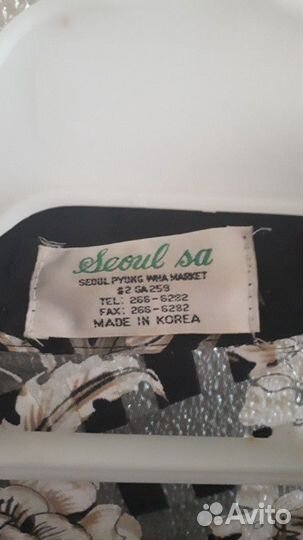 Seoul sa
SEOUL PYUNG WHA MARKET
#2 GA 259
TEL: 266-6282
FAX: 266-6282
MADE IN KOREA
Avito